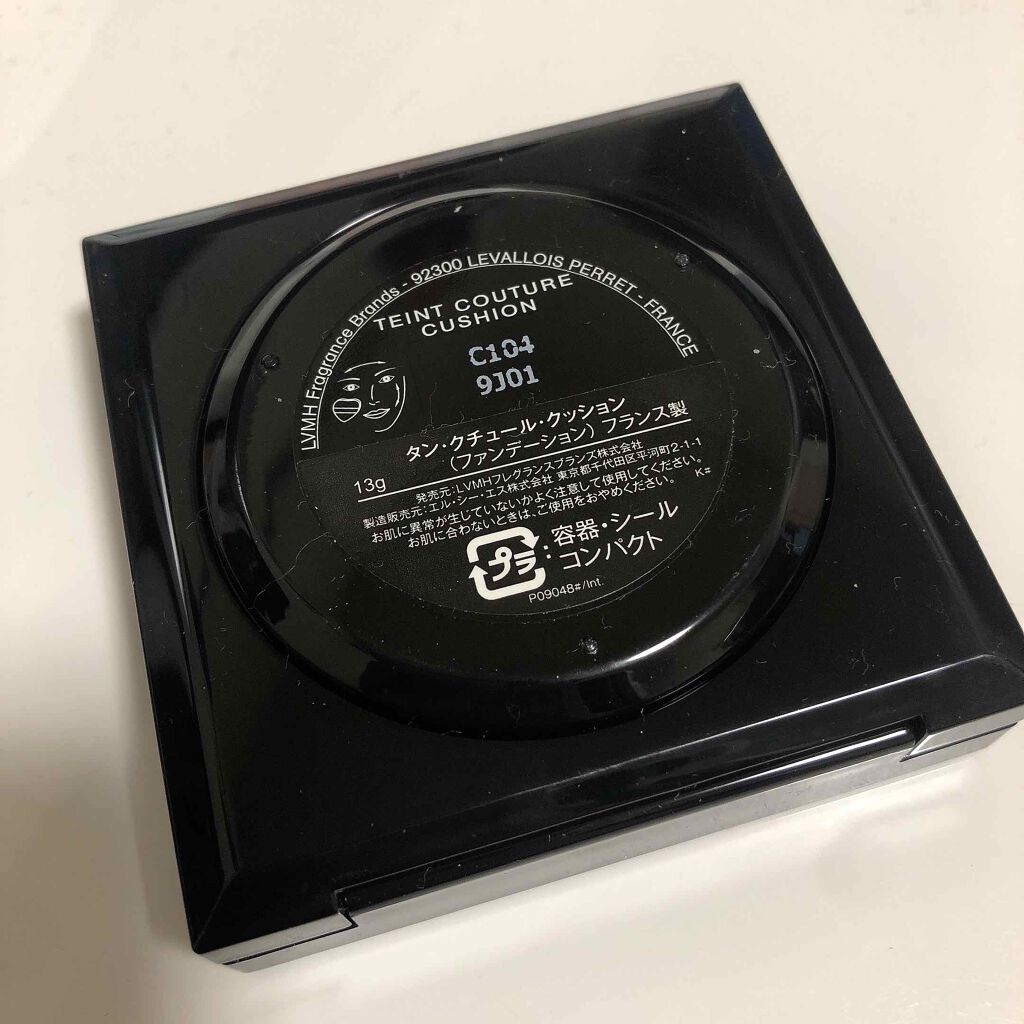 LVMH Fragrance Brands - 92300 LEVALLOIS PERRET - FRANCE
TEINT COUTURE
CUSHION
C104
9J01
タン・クチュール・クッション
(ファンデーション) フランス製
13g
発売元:LVMHフレグランスブランズ株式会社
製造販売元:エル・シー・エス株式会社 東京都千代田区平河町2-1-1
お肌に異常が生じていないかよく注意して使用してください。
お肌に合わないときは、ご使用をおやめください。
K#
プラ:容器・シール
コンパクト
P09048#/Int.